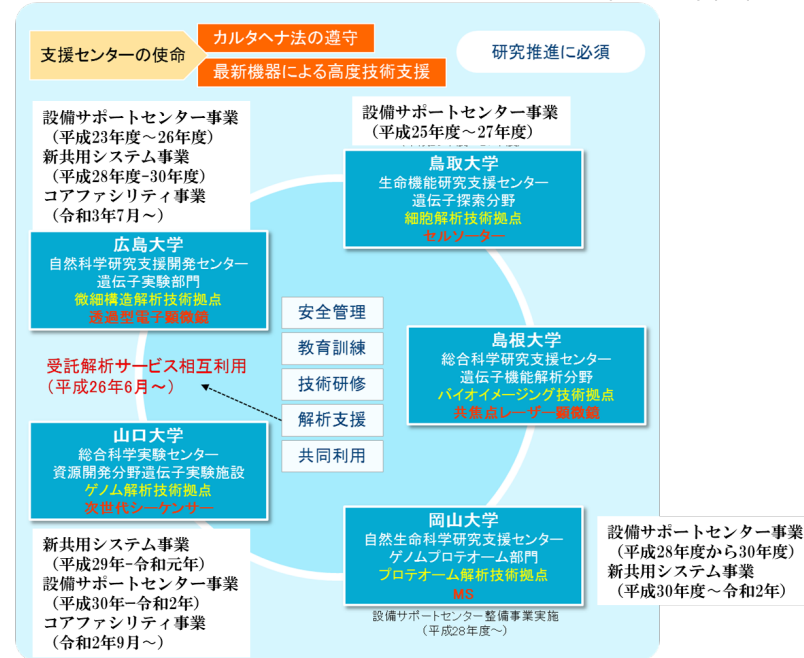 支援センターの使命
カルタヘナ法の遵守
最新機器による高度技術支援
研究推進に必須
設備サポートセンター事業
（平成23年度～26年度）
新共用システム事業
（平成28年度-30年度）
コアファシリティ事業
（令和3年7月～）
広島大学
自然科学研究支援開発センター
遺伝子実験部門
微細構造解析技術拠点
透過型電子顕微鏡
設備サポートセンター事業
（平成25年度～27年度）
鳥取大学
生命機能研究支援センター
遺伝子探索分野
細胞解析技術拠点
セルソーター
安全管理
教育訓練
技術研修
解析支援
共同利用
島根大学
総合科学研究支援センター
遺伝子機能解析分野
バイオイメージング技術拠点
共焦点レーザー顕微鏡
受託解析サービス相互利用
（平成26年6月～）
山口大学
総合科学実験センター
資源開発分野遺伝子実験施設
ゲノム解析技術拠点
次世代シーケンサー
新共用システム事業
（平成29年-令和元年）
設備サポートセンター事業
（平成30年−令和2年）
コアファシリティ事業
（令和2年9月～）
岡山大学
自然生命科学研究支援センター
ゲノムプロテオーム部門
プロテオーム解析技術拠点
MS
設備サポートセンター整備事業実施
（平成28年度～）
設備サポートセンター事業
（平成28年度から30年度）
新共用システム事業
（平成30年度～令和2年）